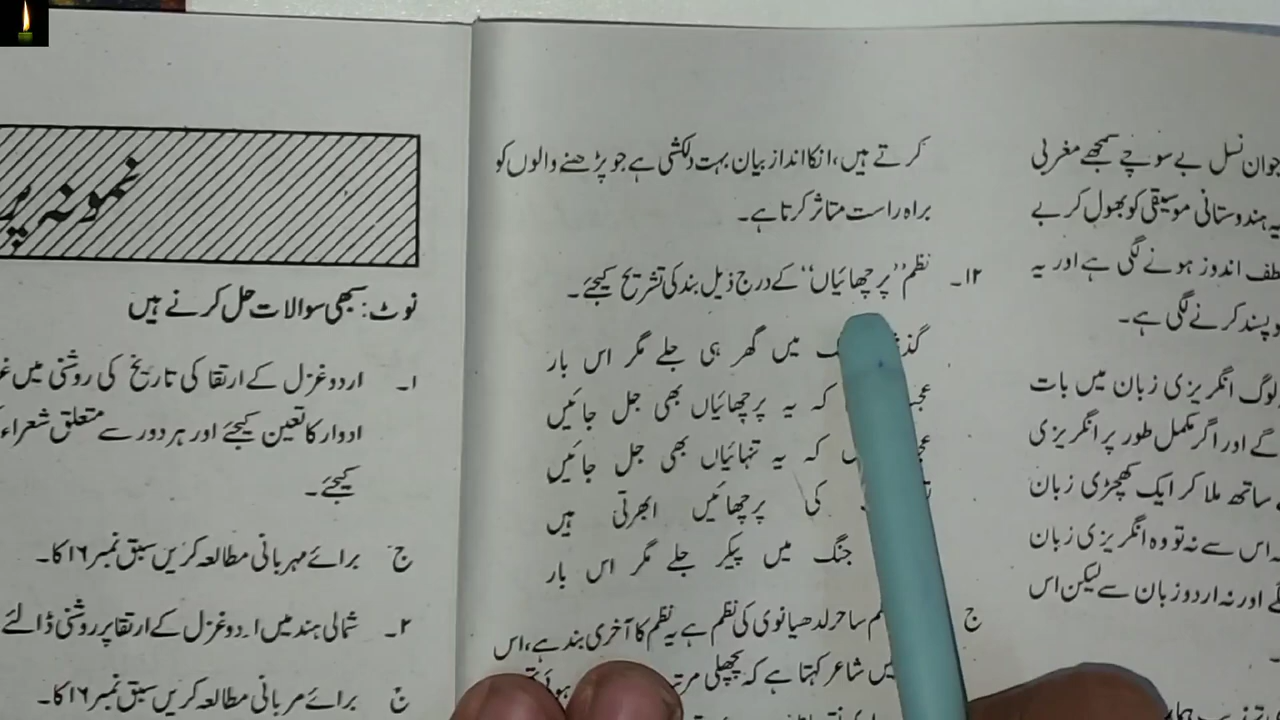 جوان نسل بے سوچے سمجھے مغربی
ہندوستانی موسیقی کو بھول کر بے
لطف اندوز ہونے لگی ہے اور یہ
پسند کرنے لگی ہے۔
لوگ انگریزی زبان میں بات
گے اور اگر مکمل طور پر انگریزی
ساتھ ملا کر ایک کھچڑی زبان
اس سے نہ تو وہ انگریزی زبان
اور نہ اردو زبان سے لیکن اس
کرتے ہیں، انکا انداز بیان بہت دلکشی ہے جو پڑھنے والوں کو
براہ راست متاثر کرتا ہے۔
۱۲۔ نظم ''پرچھائیاں'' کے درج ذیل بند کی تشریح کیجئے۔
میں گھر ہی جلے مگر اس بار
کہ یہ پرچھائیاں بھی جل جائیں
کہ یہ تنہائیاں بھی جل جائیں
کی پرچھائیں ابھرتی ہیں
جنگ میں پیکر جلے مگر اس بار
ج ساحر لدھیانوی کی نظم ہے یہ نظم کا آخری بند ہے، اس
میں شاعر کہتا ہے کہ پچھلی
نمونہ
نوٹ: سبھی سوالات حل کرنے ہیں
۱۔ اردو غزل کے ارتقا کی تاریخ کی روشنی میں
ادوار کا تعین کیجئے اور ہر دور سے متعلق شعراء
کیجئے۔
ج برائے مہربانی مطالعہ کریں سبق نمبر ۱۶ کا۔
۲۔ شمالی ہند میں اردو غزل کے ارتقا پر روشنی ڈالئے
ج برائے مربانی مطالعہ کریں سبق نمبر ۱۶ کا۔